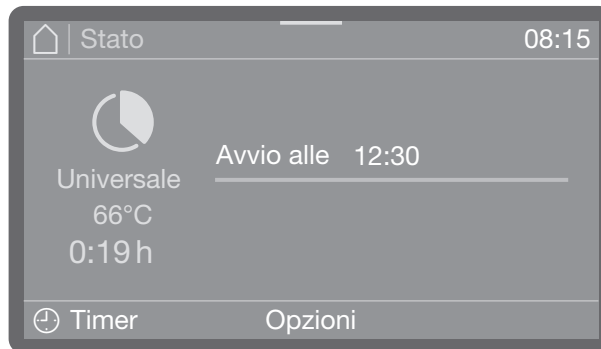 Stato 08:15
Avvio alle 12:30
Universale
66°C
0:19 h
Timer Opzioni